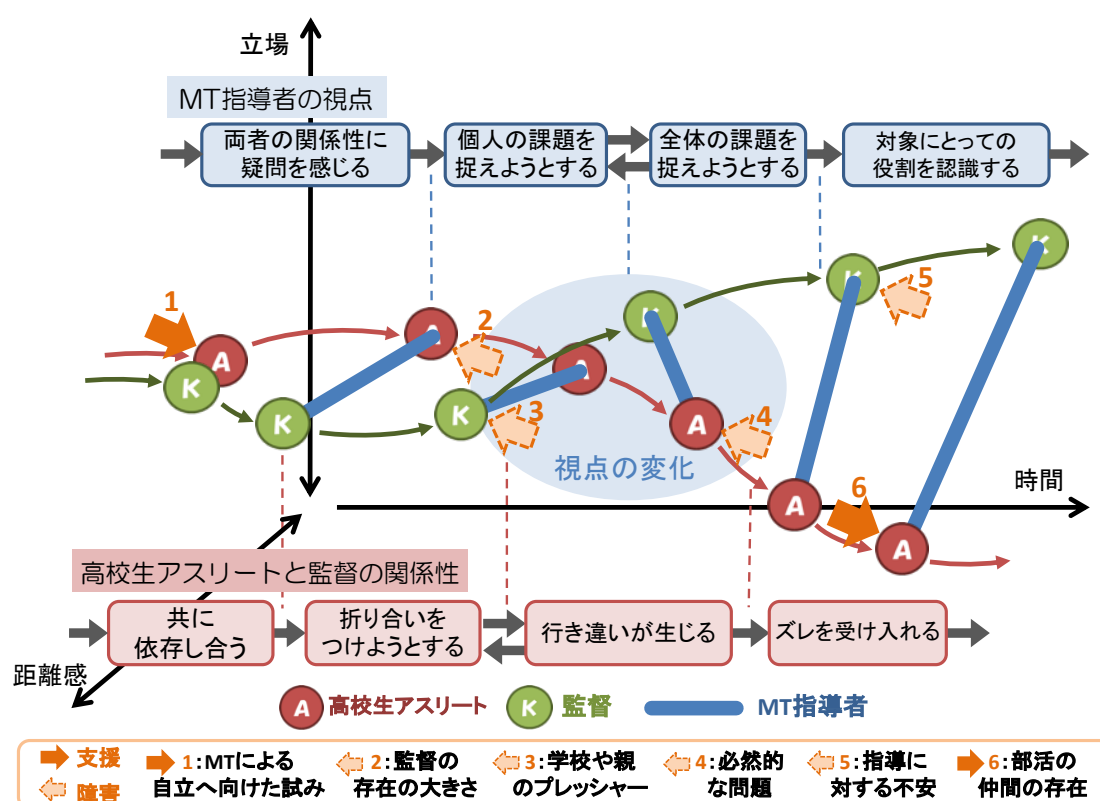 立場
MT指導者の視点
両者の関係性に
疑問を感じる
個人の課題を
捉えようとする
全体の課題を
捉えようとする
対象にとっての
役割を認識する
1
A
K
K
A
2
K
3
A
K
A
4
視点の変化
K
5
K
A
6
A
時間
高校生アスリートと監督の関係性
共に
依存し合う
折り合いを
つけようとする
行き違いが生じる
ズレを受け入れる
距離感
A 高校生アスリート
K 監督
MT指導者
支援
障害
1:MTによる
自立へ向けた試み
2:監督の
存在の大きさ
3:学校や親
のプレッシャー
4:必然的
な問題
5:指導に
対する不安
6:部活の
仲間の存在